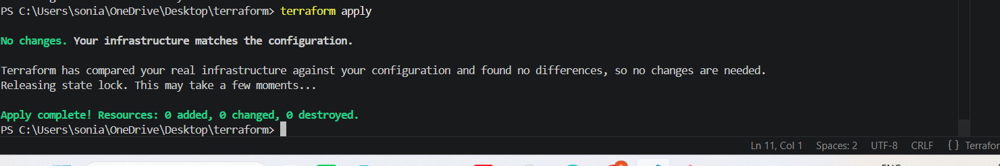 PS C:\Users\sonia\OneDrive\Desktop\terraform> terraform apply
No changes. Your infrastructure matches the configuration.
Terraform has compared your real infrastructure against your configuration and found no differences, so no changes are needed.
Releasing state lock. This may take a few moments...
Apply complete! Resources: 0 added, 0 changed, 0 destroyed.
PS C:\Users\sonia\OneDrive\Desktop\terraform>
Ln 11, Col 1 Spaces: 2 UTF-8 CRLF { } Terrafor